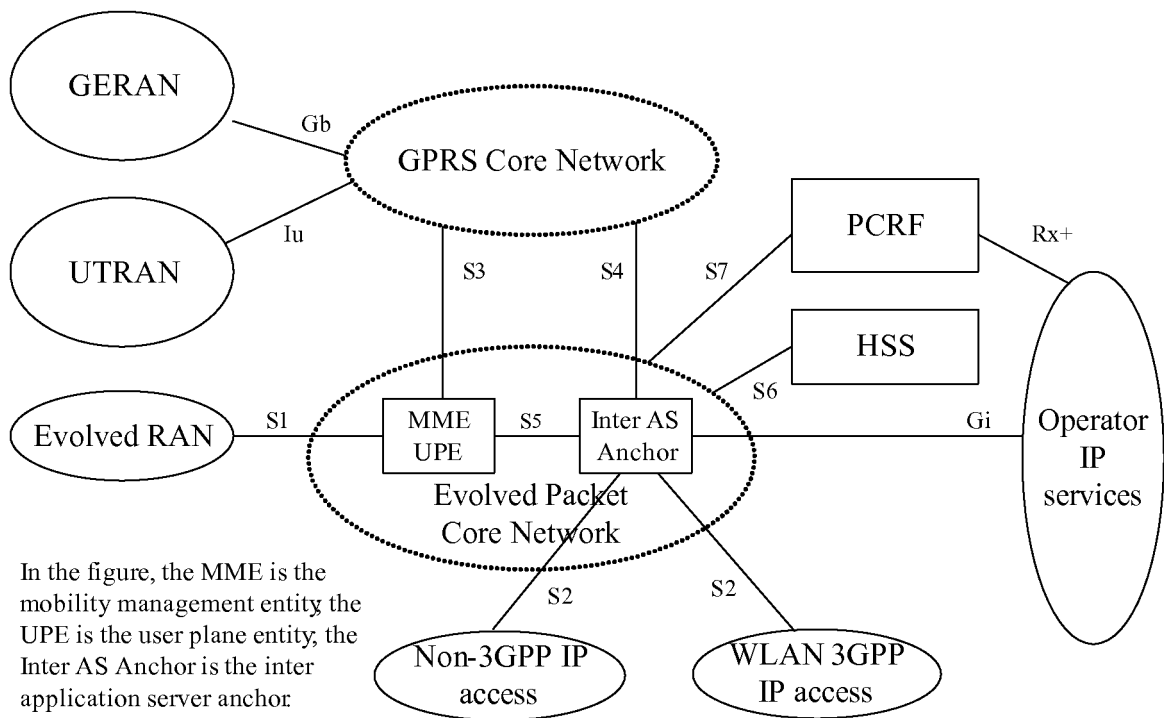 GERAN
Gb
GPRS Core Network
UTRAN
Iu
S3
S4
S7
PCRF
Rx+
HSS
S6
Evolved RAN
S1
MME
UPE
S5
Inter AS
Anchor
Gi
Operator
IP
services
Evolved Packet
Core Network
In the figure, the MME is the
mobility management entity, the
UPE is the user plane entity; the
Inter AS Anchor is the inter
application server anchor.
S2
S2
Non-3GPP IP
access
WLAN 3GPP
IP access